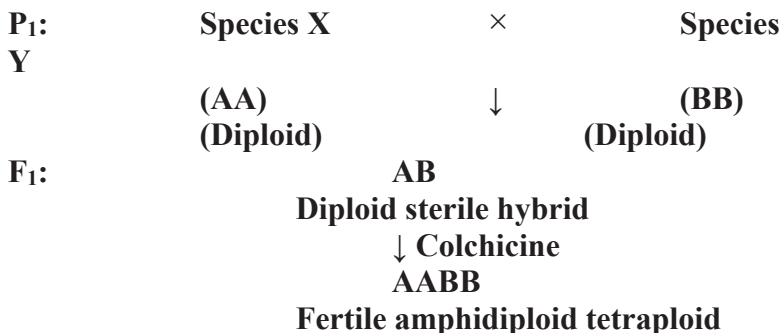 P₁: Species X × Species
Y
(AA) ↓ (BB)
(Diploid) (Diploid)
F₁: AB
Diploid sterile hybrid
↓ Colchicine
AABB
Fertile amphidiploid tetraploid